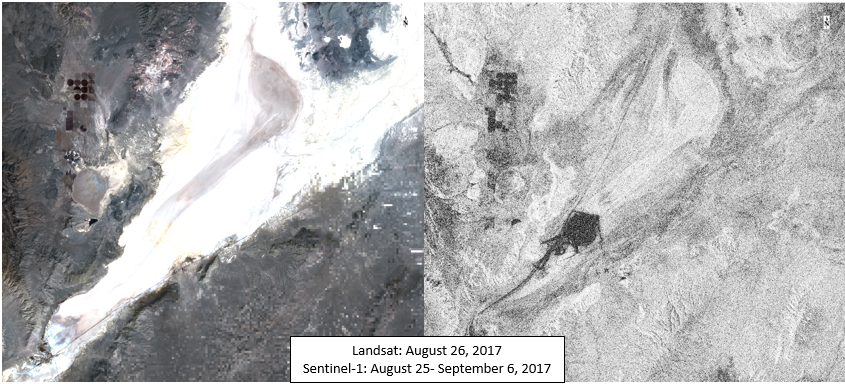 Landsat: August 26, 2017
Sentinel-1: August 25- September 6, 2017